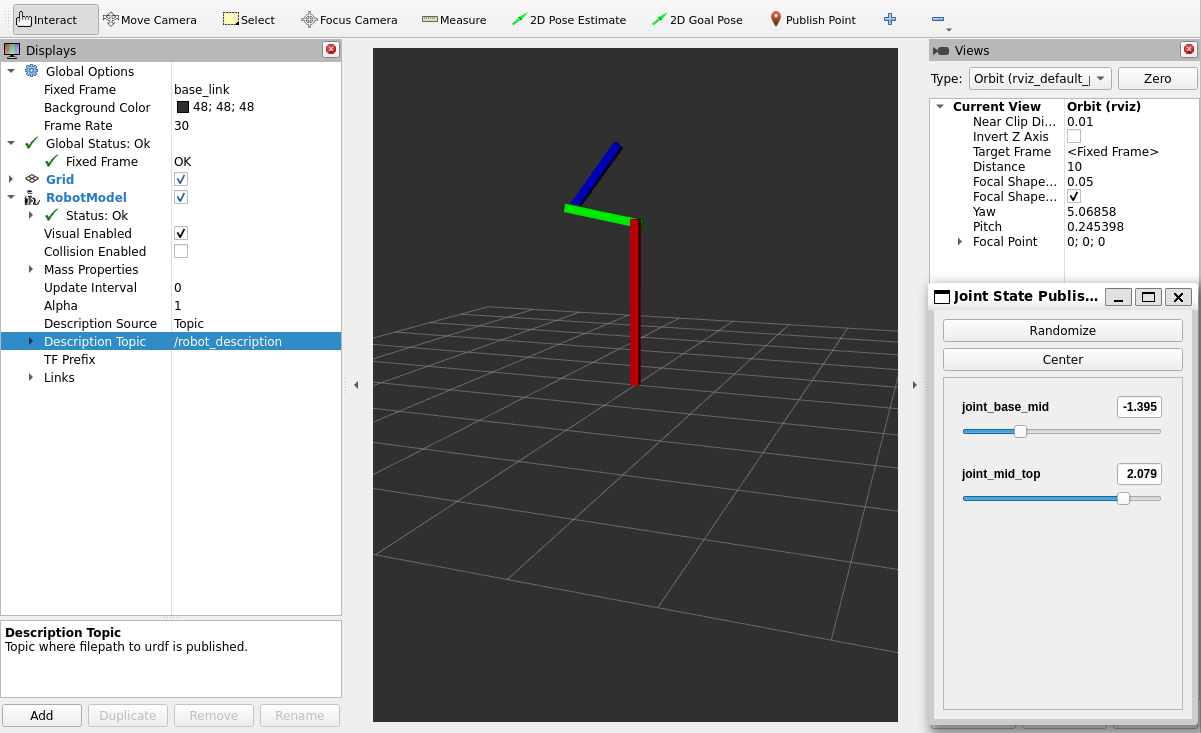 Interact Move Camera Select Focus Camera Measure 2D Pose Estimate 2D Goal Pose Publish Point
Displays
Global Options
Fixed Frame base_link
Background Color 48; 48; 48
Frame Rate 30
Global Status: Ok
Fixed Frame OK
Grid
RobotModel
Status: Ok
Visual Enabled
Collision Enabled
Mass Properties
Update Interval 0
Alpha 1
Description Source Topic
Description Topic /robot_description
TF Prefix
Links
Description Topic
Topic where filepath to urdf is published.
Add Duplicate Remove Rename
Views
Type: Orbit (rviz_default_ Zero
Current View Orbit (rviz)
Near Clip Di... 0.01
Invert Z Axis
Target Frame <Fixed Frame>
Distance 10
Focal Shape... 0.05
Focal Shape...
Yaw 5.06858
Pitch 0.245398
Focal Point 0; 0; 0
Joint State Publis...
Randomize
Center
joint_base_mid -1.395
joint_mid_top 2.079